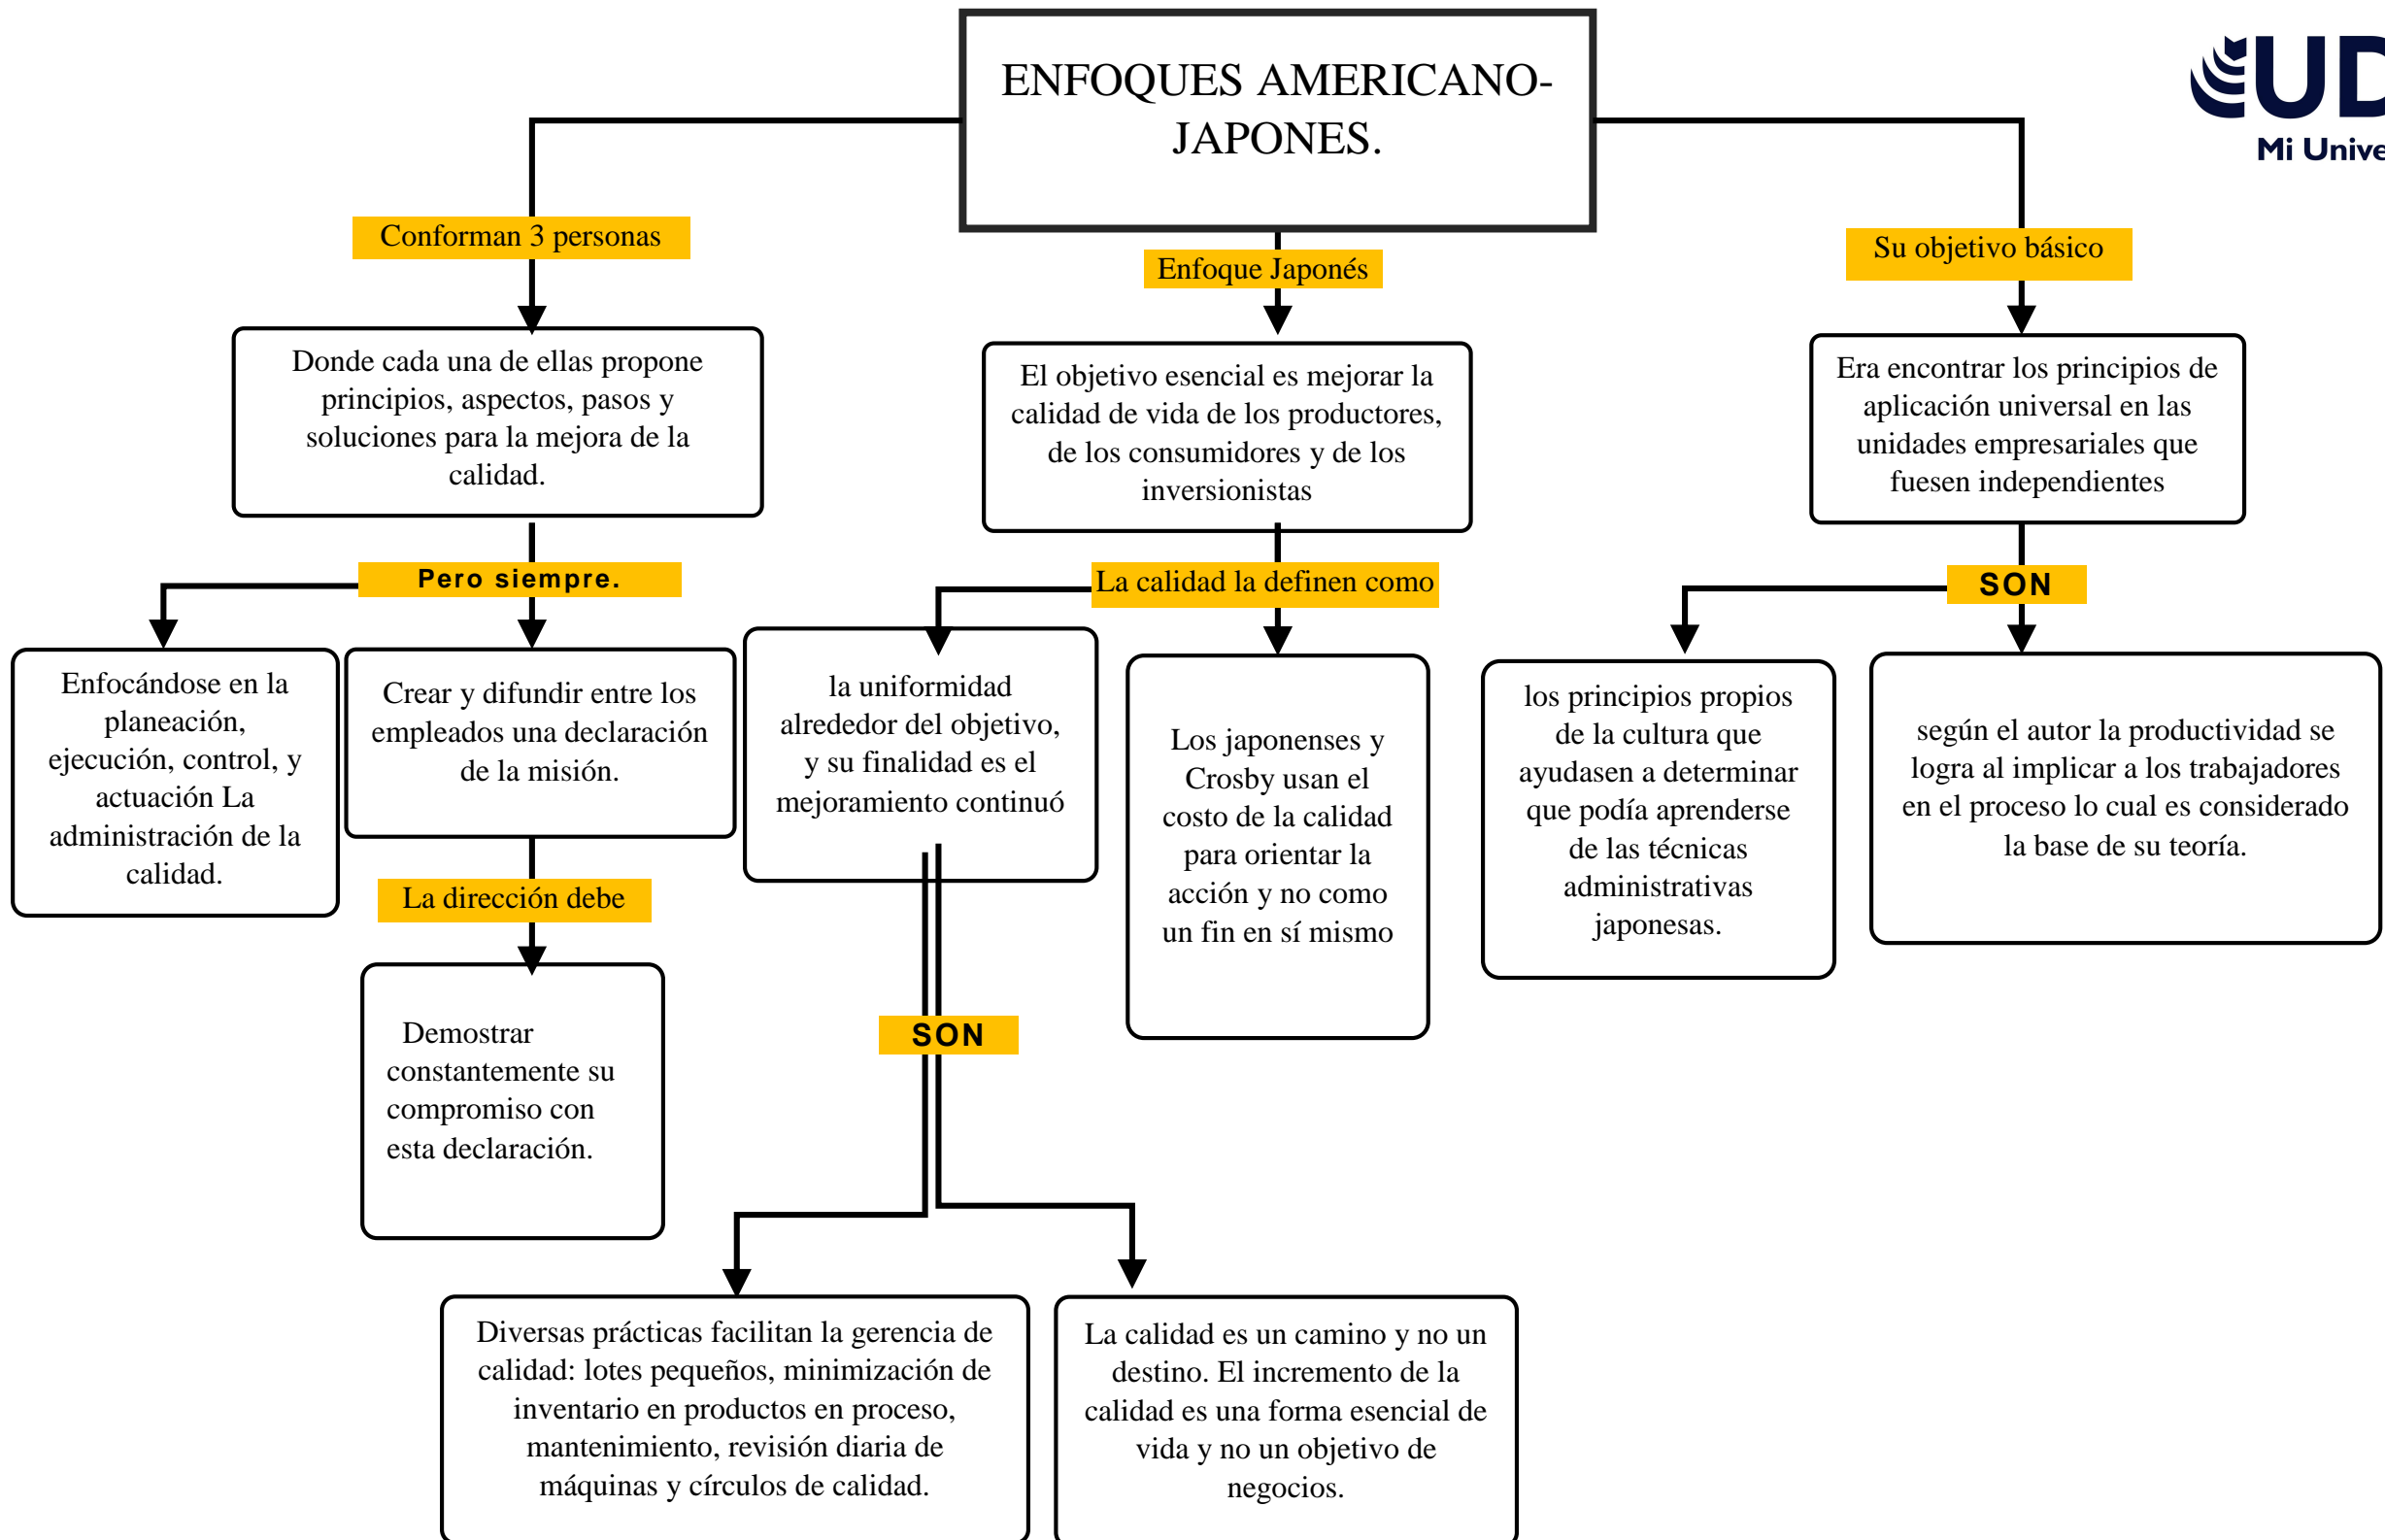 ENFOQUES AMERICANO-
JAPONES.
Mi
Conforman 3 personas
Enfoque Japonés
Su objetivo básico
Donde cada una de ellas propone
principios, aspectos, pasos y
soluciones para la mejora de la
calidad.
El objetivo esencial es mejorar la
calidad de vida de los productores,
de los consumidores y de los
inversionistas
Era encontrar los principios de
aplicación universal en las
unidades empresariales que
fuesen independientes
Pero siempre.
La calidad la definen como
SON
Enfocándose en la
planeación,
ejecución, control, y
actuación La
administración de la
calidad.
Crear y difundir entre los
empleados una declaración
de la misión.
la uniformidad
alrededor del objetivo,
y su finalidad es el
mejoramiento continuó
Los japonenses y
Crosby usan el
costo de la calidad
para orientar la
acción y no como
un fin en sí mismo
los principios propios
de la cultura que
ayudasen a determinar
que podía aprenderse
de las técnicas
administrativas
japonesas.
según el autor la productividad se
logra al implicar a los trabajadores
en el proceso lo cual es considerado
la base de su teoría.
La dirección debe
Demostrar
constantemente su
compromiso con
esta declaración.
SON
Diversas prácticas facilitan la gerencia de
calidad: lotes pequeños, minimización de
inventario en productos en proceso,
mantenimiento, revisión diaria de
máquinas y círculos de calidad.
La calidad es un camino y no un
destino. El incremento de la
calidad es una forma esencial de
vida y no un objetivo de
negocios.